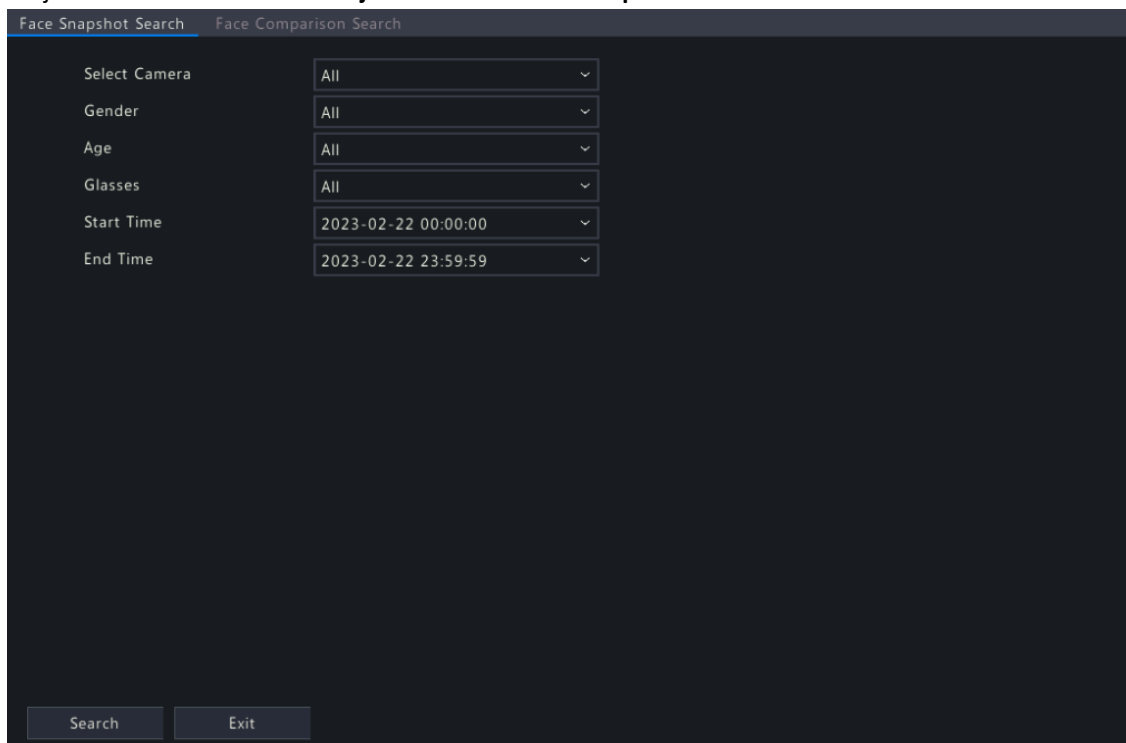 Face Snapshot Search Face Comparison Search
Select Camera All
Gender All
Age All
Glasses All
Start Time 2023-02-22 00:00:00
End Time 2023-02-22 23:59:59
Search Exit